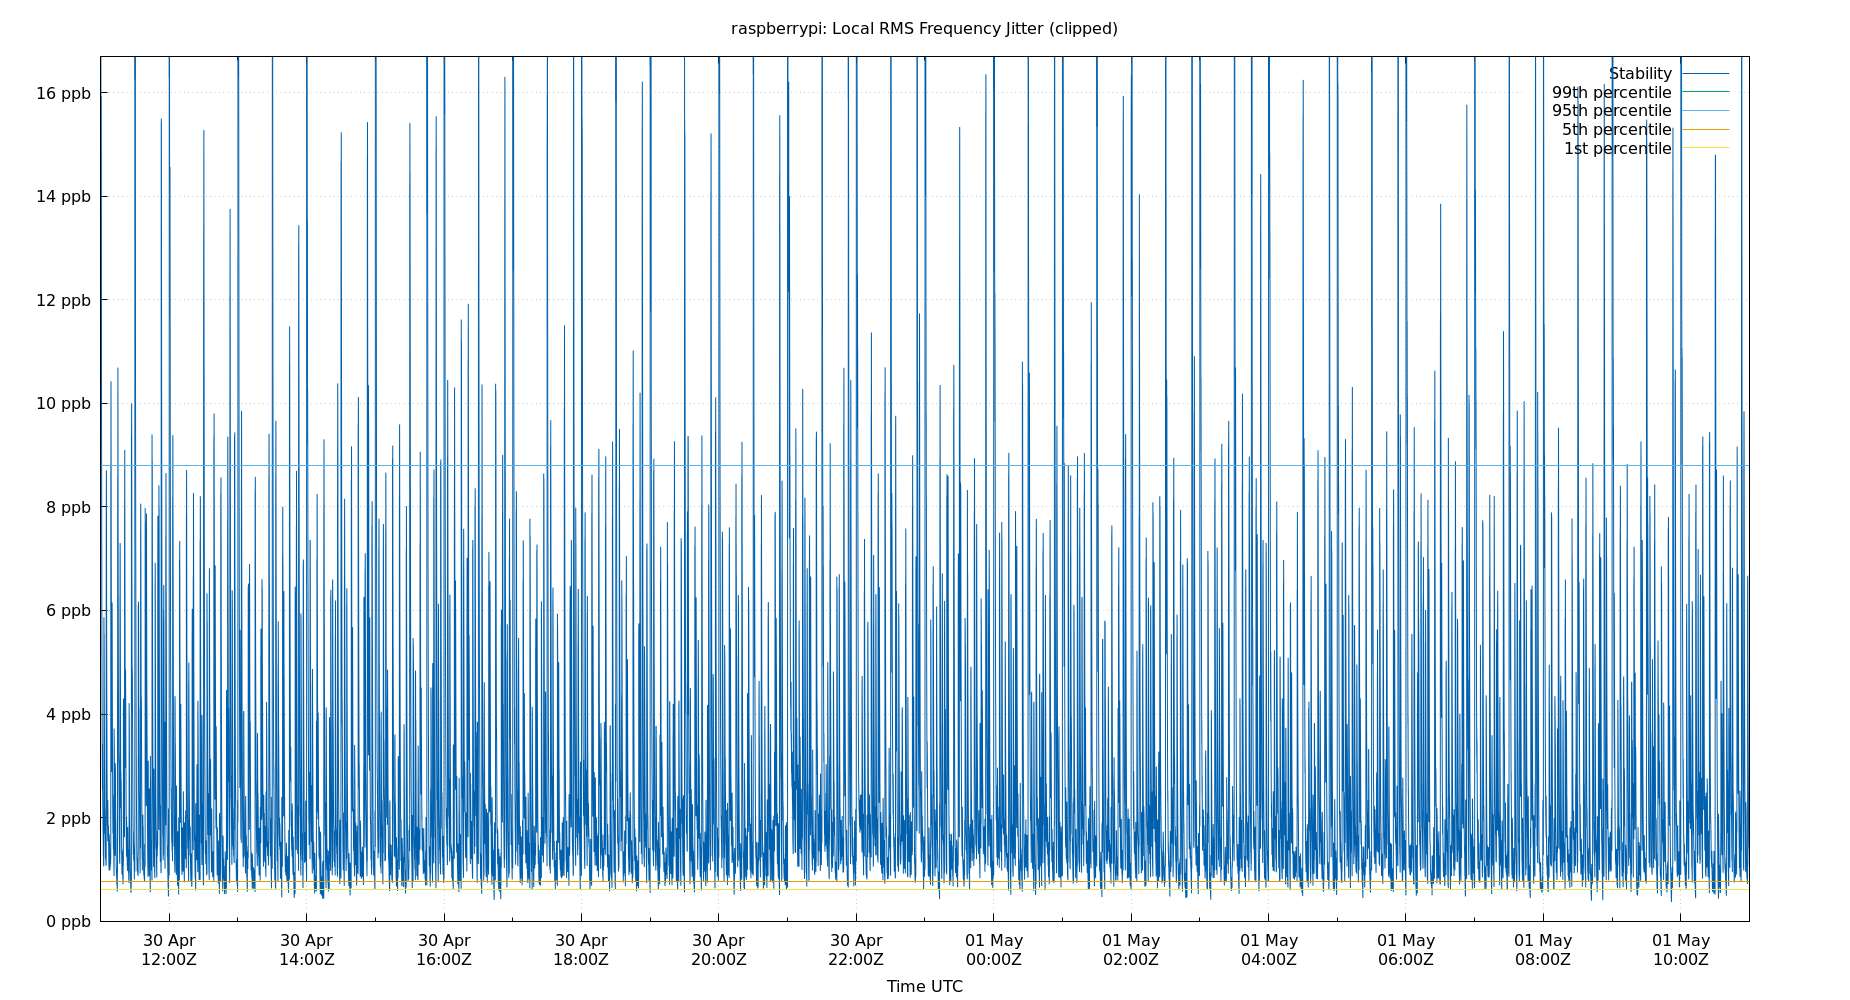 raspberrypi: Local RMS Frequency Jitter (clipped)
Stability
99th percentile
95th percentile
5th percentile
1st percentile
16 ppb
14 ppb
12 ppb
10 ppb
8 ppb
6 ppb
4 ppb
2 ppb
0 ppb
30 Apr 30 Apr 30 Apr 30 Apr 30 Apr 30 Apr 01 May 01 May 01 May 01 May 01 May 01 May
12:00Z 14:00Z 16:00Z 18:00Z 20:00Z 22:00Z 00:00Z 02:00Z 04:00Z 06:00Z 08:00Z 10:00Z
Time UTC